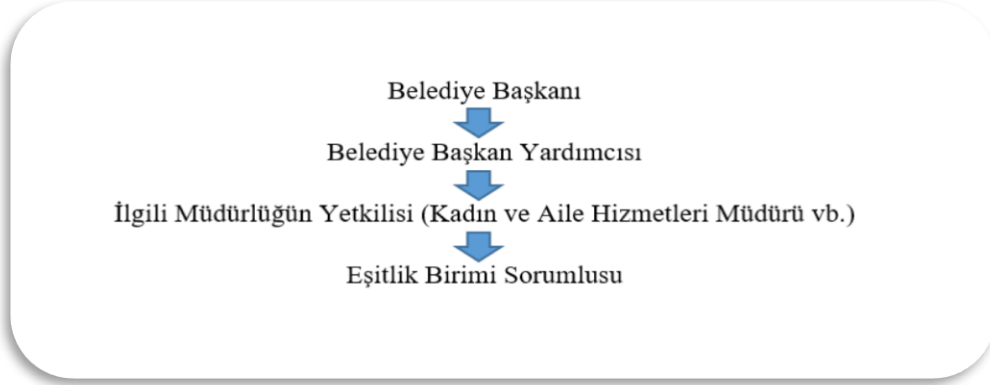 Belediye Başkanı
Belediye Başkan Yardımcısı
İlgili Müdürlüğün Yetkilisi (Kadın ve Aile Hizmetleri Müdürü vb.)
Eşitlik Birimi Sorumlusu